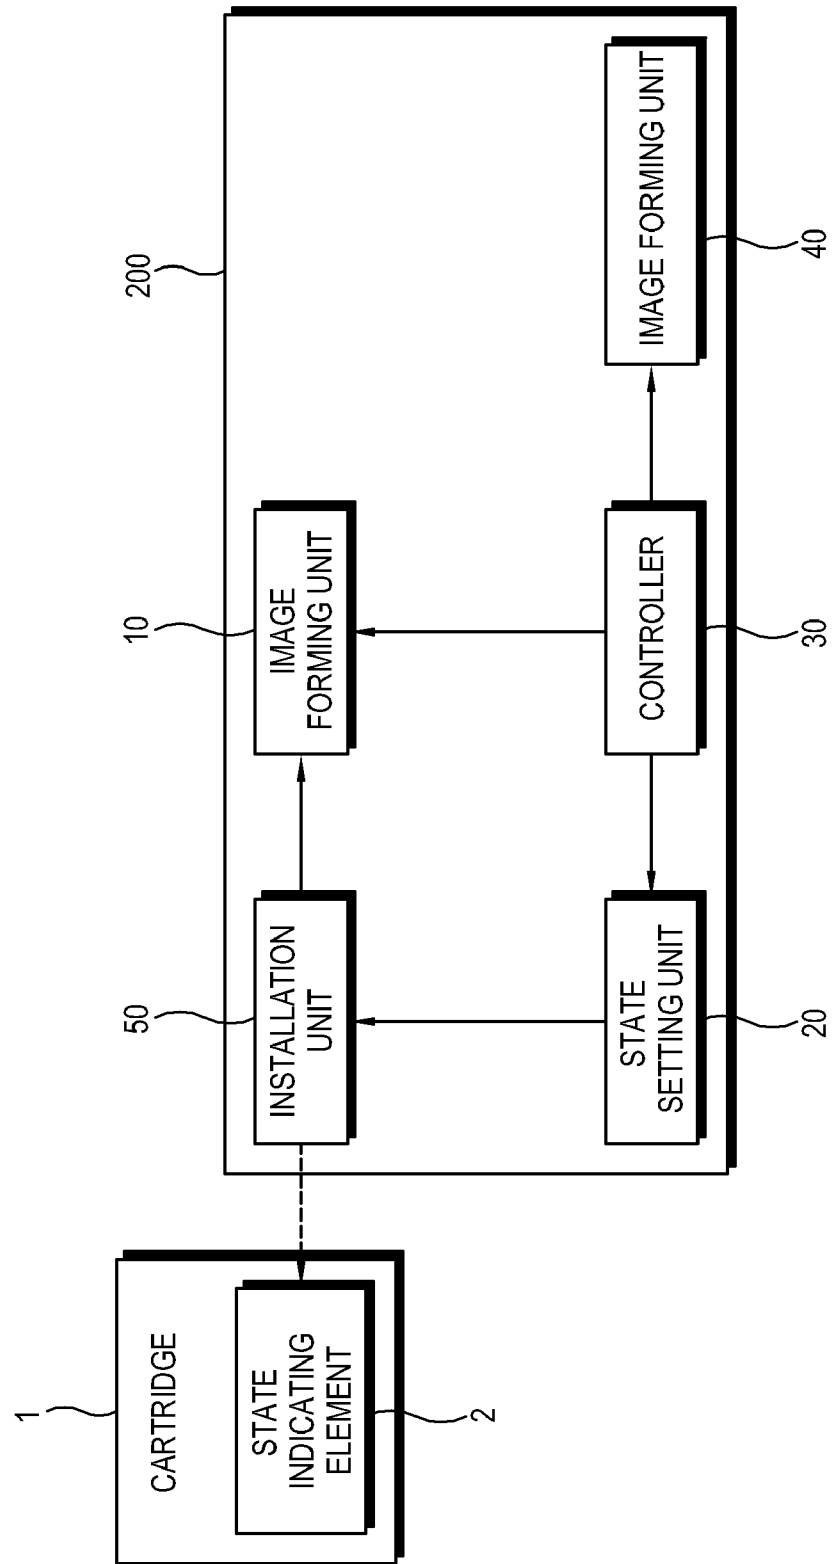 200
1
CARTRIDGE
STATE
INDICATING
ELEMENT
2
50
INSTALLATION
UNIT
10
IMAGE
FORMING UNIT
STATE
SETTING UNIT
20
CONTROLLER
30
IMAGE FORMING UNIT
40